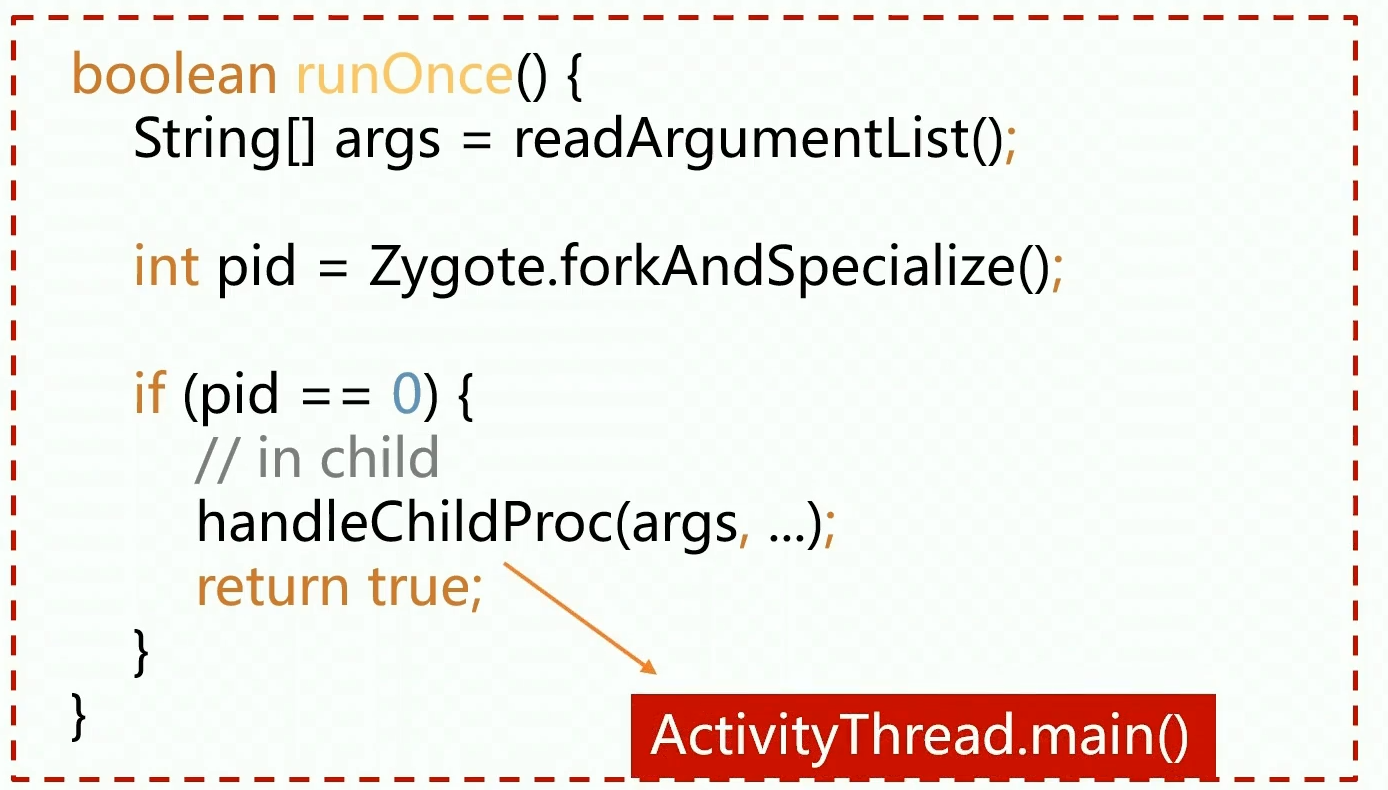 boolean runOnce() {
String[] args = readArgumentList();
int pid = Zygote.forkAndSpecialize();
if (pid == 0) {
// in child
handleChildProc(args, ...);
return true;
}
}
ActivityThread.main()